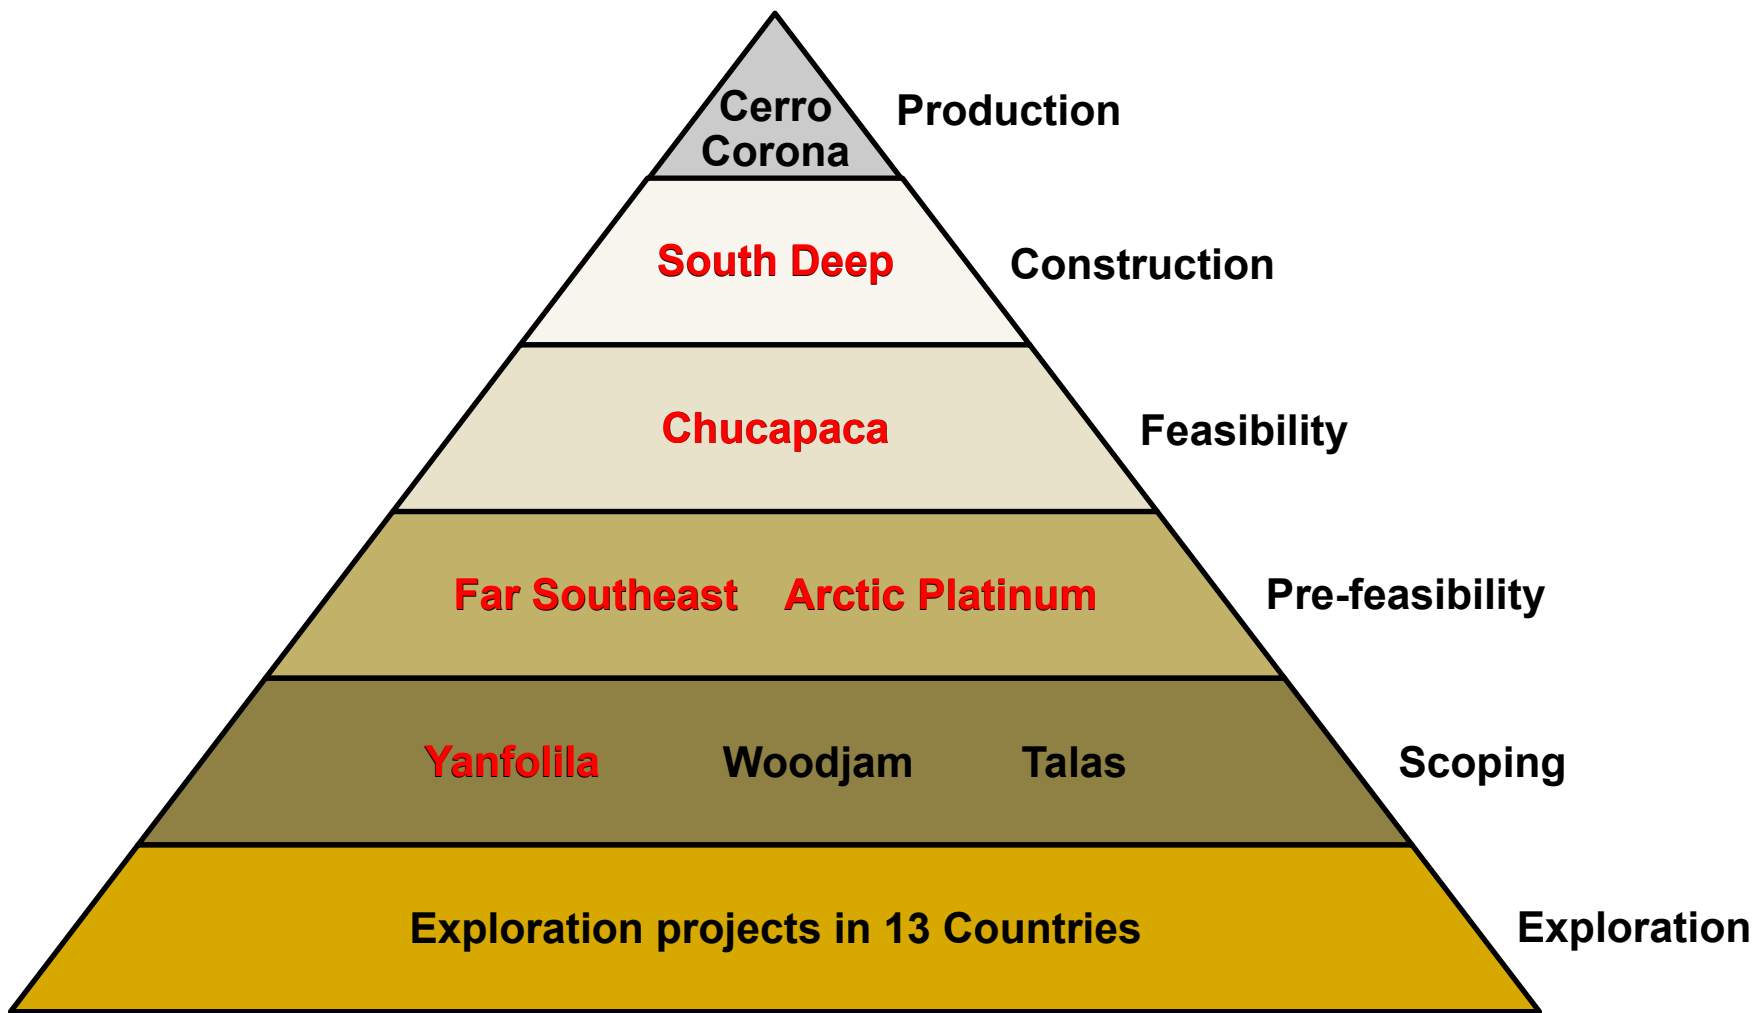 Cerro
Corona
Production
South Deep
Construction
Chucapaca
Feasibility
Far Southeast Arctic Platinum
Pre-feasibility
Yanfolila Woodjam Talas
Scoping
Exploration projects in 13 Countries
Exploration